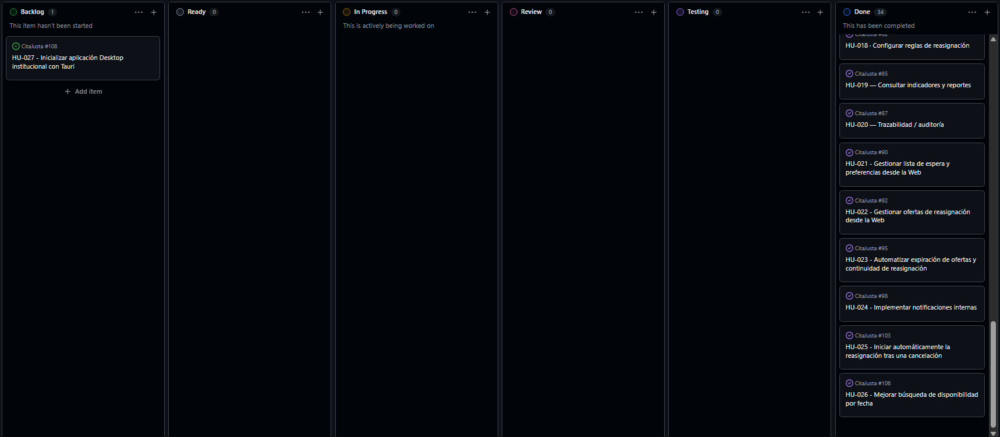 Backlog 1
This item hasn't been started
CitaJusta #108
HU-027 - Inicializar aplicación Desktop
institucional con Tauri
Add item
Ready 0
In Progress 0
This is actively being worked on
Review 0
Testing 0
Done 34
This has been completed
CitaJusta #82
HU-018 · Configurar reglas de reasignación
CitaJusta #85
HU-019 — Consultar indicadores y reportes
CitaJusta #87
HU-020 — Trazabilidad / auditoría
CitaJusta #90
HU-021 - Gestionar lista de espera y
preferencias desde la Web
CitaJusta #92
HU-022 - Gestionar ofertas de reasignación
desde la Web
CitaJusta #95
HU-023 - Automatizar expiración de ofertas y
continuidad de reasignación
CitaJusta #98
HU-024 - Implementar notificaciones internas
CitaJusta #103
HU-025 - Iniciar automáticamente la
reasignación tras una cancelación
CitaJusta #106
HU-026 - Mejorar búsqueda de disponibilidad
por fecha